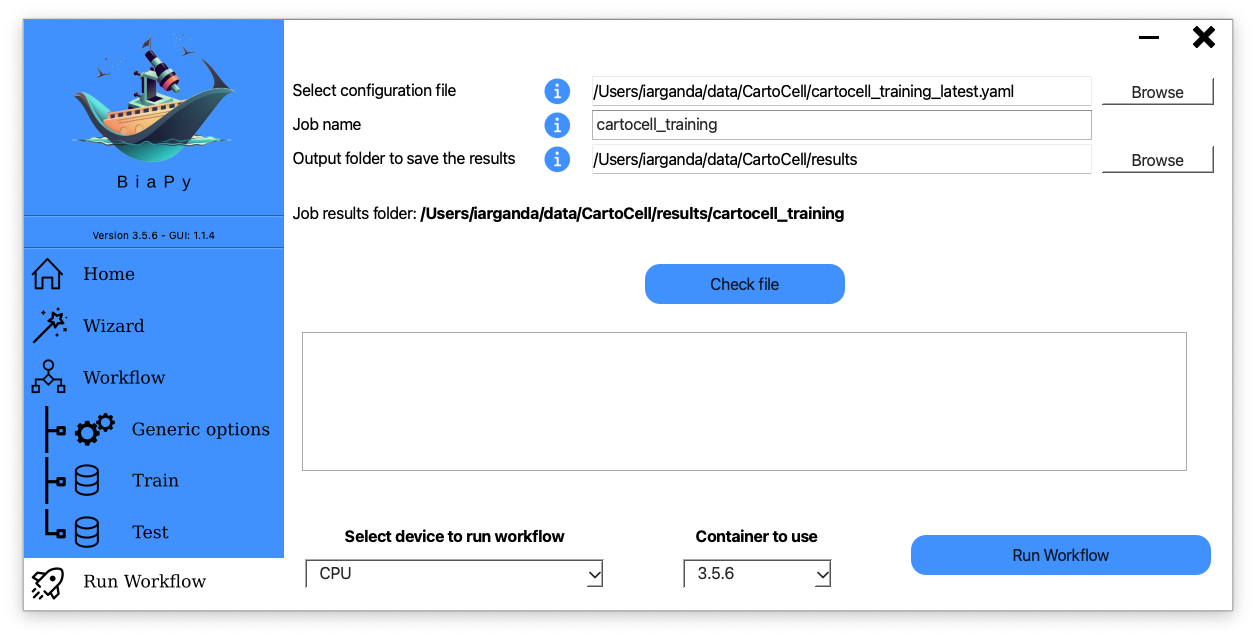 BiaPy
Version 3.5.6 - GUI: 1.1.4
Home
Wizard
Workflow
Generic options
Train
Test
Run Workflow
Select configuration file
i
/Users/iarganda/data/CartoCell/cartocell_training_latest.yaml
Browse
Job name
i
cartocell_training
Output folder to save the results
i
/Users/iarganda/data/CartoCell/results
Browse
Job results folder: /Users/iarganda/data/CartoCell/results/cartocell_training
Check file
Select device to run workflow
CPU
Container to use
3.5.6
Run Workflow